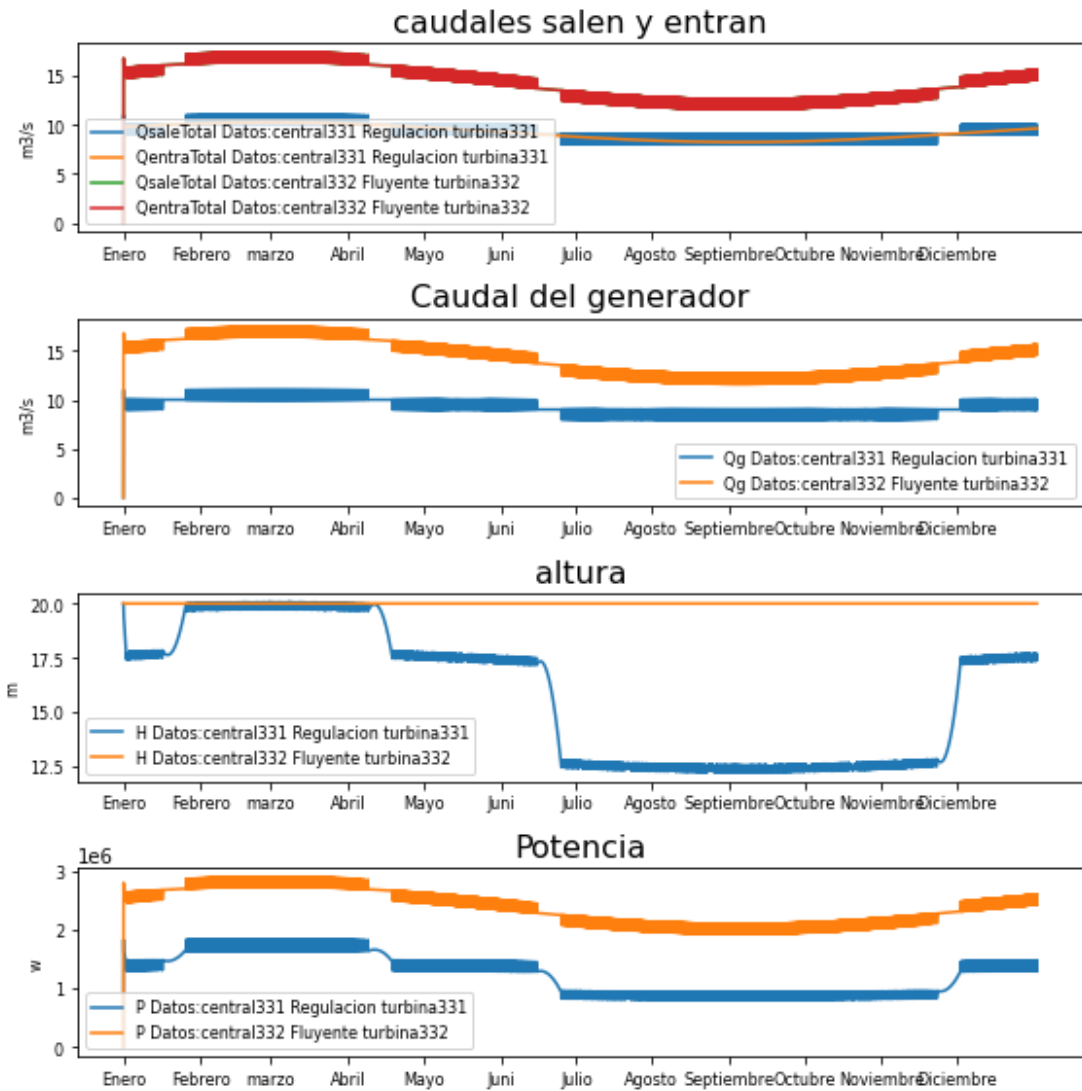 caudales salen y entran
15
10
5
0
m3/s
QsaleTotal Datos:central331 Regulacion turbina331
QentraTotal Datos:central331 Regulacion turbina331
QsaleTotal Datos:central332 Fluyente turbina332
QentraTotal Datos:central332 Fluyente turbina332
Enero Febrero marzo Abril Mayo Juni Julio Agosto Septiembre Octubre Noviembre Diciembre
Caudal del generador
15
10
5
0
m3/s
Qg Datos:central331 Regulacion turbina331
Qg Datos:central332 Fluyente turbina332
Enero Febrero marzo Abril Mayo Juni Julio Agosto Septiembre Octubre Noviembre Diciembre
altura
20.0
17.5
15.0
12.5
m
H Datos:central331 Regulacion turbina331
H Datos:central332 Fluyente turbina332
Enero Febrero marzo Abril Mayo Juni Julio Agosto Septiembre Octubre Noviembre Diciembre
Potencia
1e6
3
2
1
0
w
P Datos:central331 Regulacion turbina331
P Datos:central332 Fluyente turbina332
Enero Febrero marzo Abril Mayo Juni Julio Agosto Septiembre Octubre Noviembre Diciembre